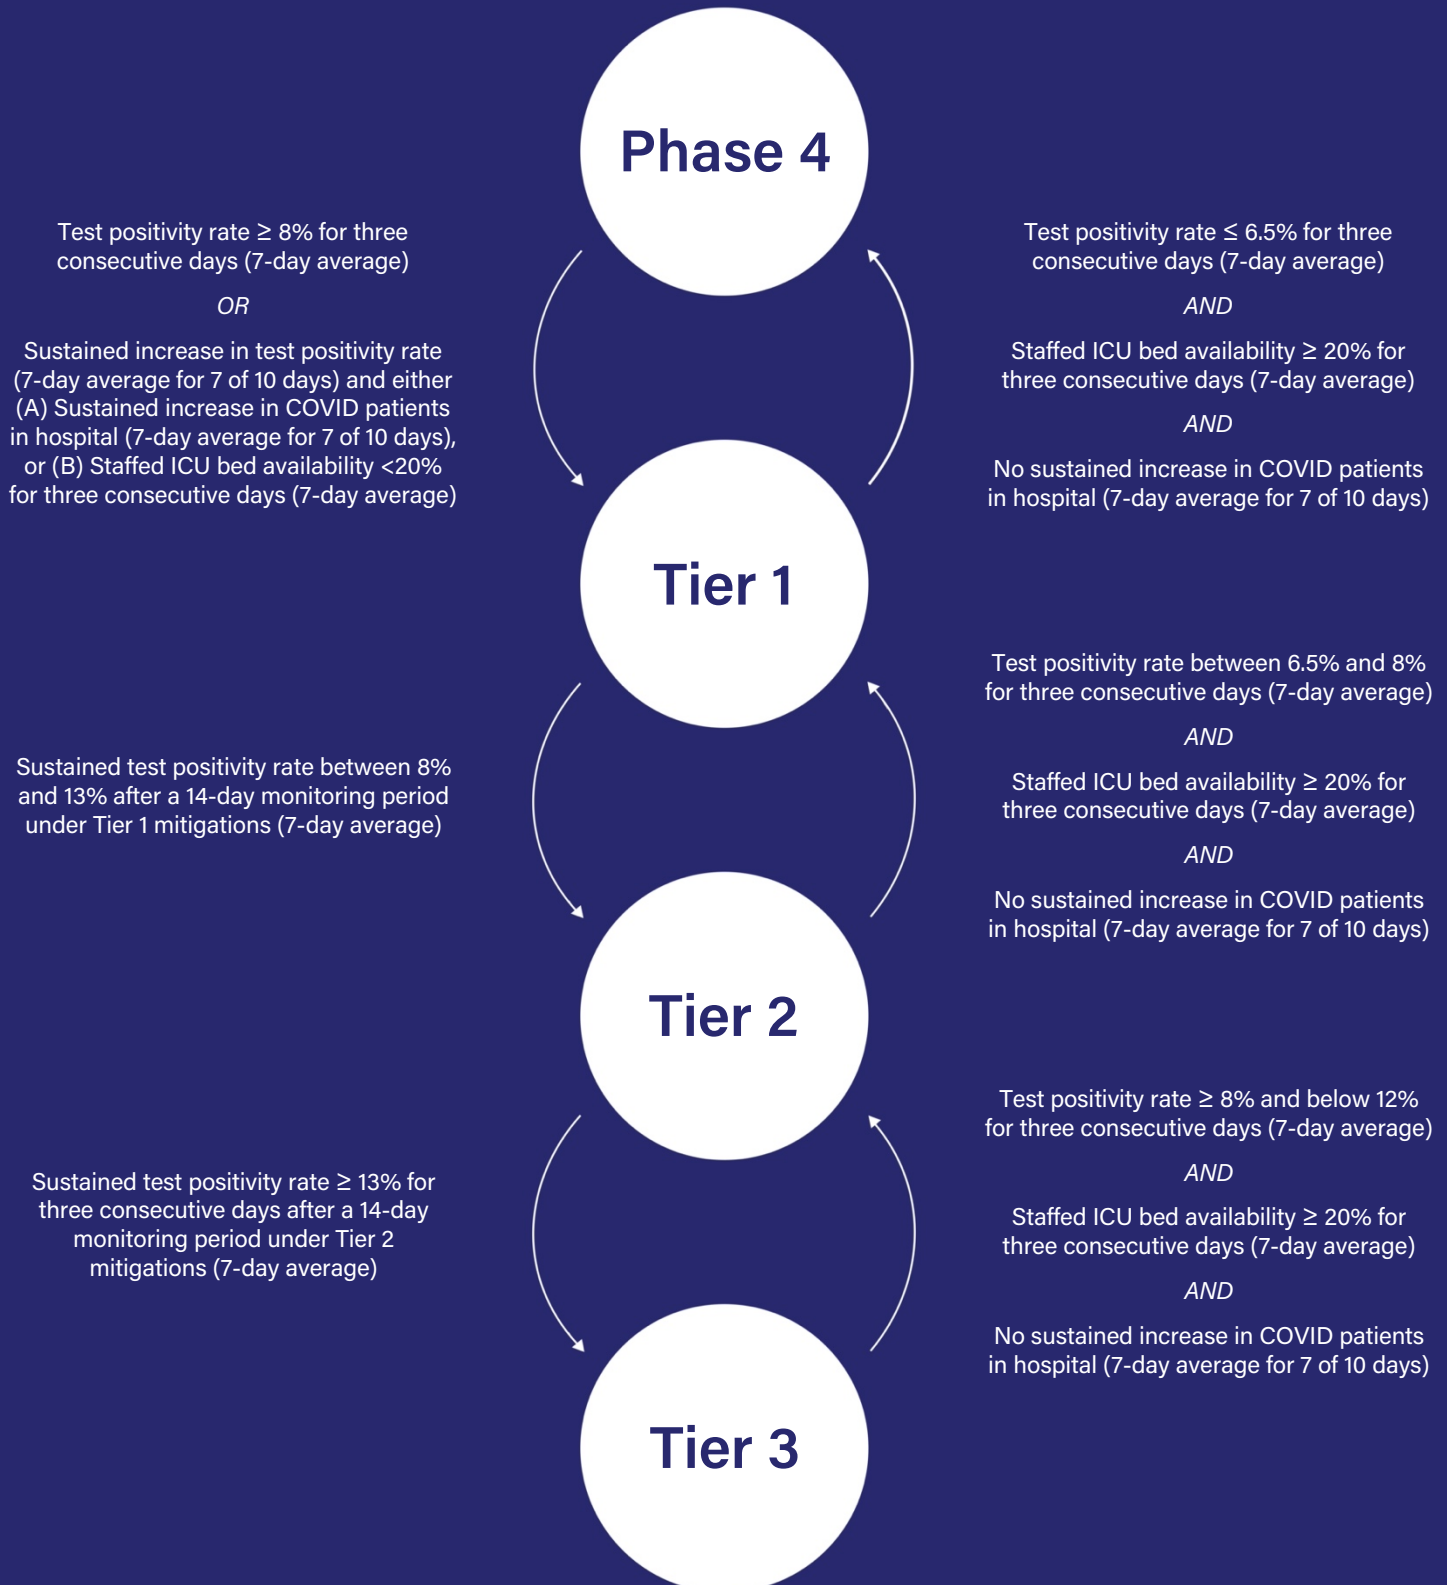 Phase 4
Test positivity rate ≥ 8% for three
consecutive days (7-day average)
OR
Sustained increase in test positivity rate
(7-day average for 7 of 10 days) and either
(A) Sustained increase in COVID patients
in hospital (7-day average for 7 of 10 days),
or (B) Staffed ICU bed availability <20%
for three consecutive days (7-day average)
Test positivity rate ≤ 6.5% for three
consecutive days (7-day average)
AND
Staffed ICU bed availability ≥ 20% for
three consecutive days (7-day average)
AND
No sustained increase in COVID patients
in hospital (7-day average for 7 of 10 days)
Tier 1
Sustained test positivity rate between 8%
and 13% after a 14-day monitoring period
under Tier 1 mitigations (7-day average)
Test positivity rate between 6.5% and 8%
for three consecutive days (7-day average)
AND
Staffed ICU bed availability ≥ 20% for
three consecutive days (7-day average)
AND
No sustained increase in COVID patients
in hospital (7-day average for 7 of 10 days)
Tier 2
Sustained test positivity rate ≥ 13% for
three consecutive days after a 14-day
monitoring period under Tier 2
mitigations (7-day average)
Test positivity rate ≥ 8% and below 12%
for three consecutive days (7-day average)
AND
Staffed ICU bed availability ≥ 20% for
three consecutive days (7-day average)
AND
No sustained increase in COVID patients
in hospital (7-day average for 7 of 10 days)
Tier 3